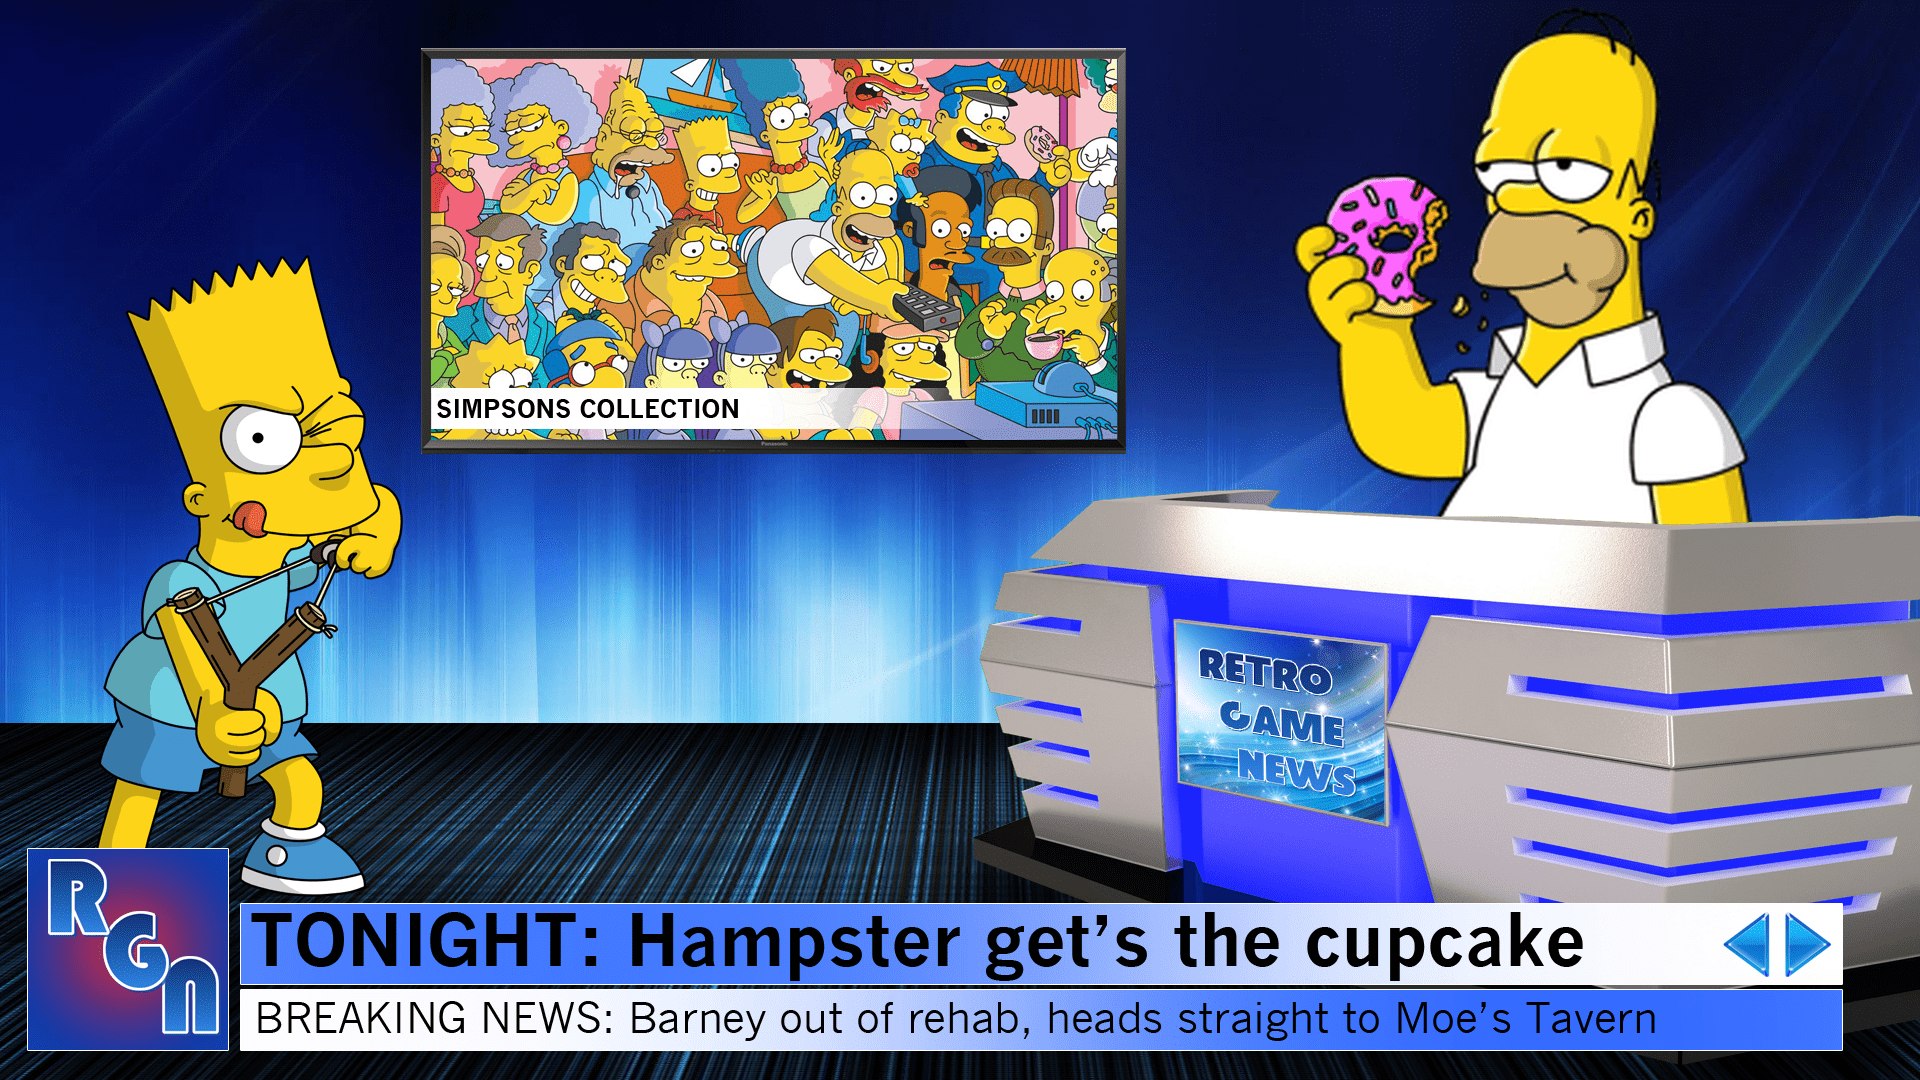 Panasonic
SIMPSONS COLLECTION
RETRO
GAME
NEWS
RGn
TONIGHT: Hampster get's the cupcake
BREAKING NEWS: Barney out of rehab, heads straight to Moe's Tavern